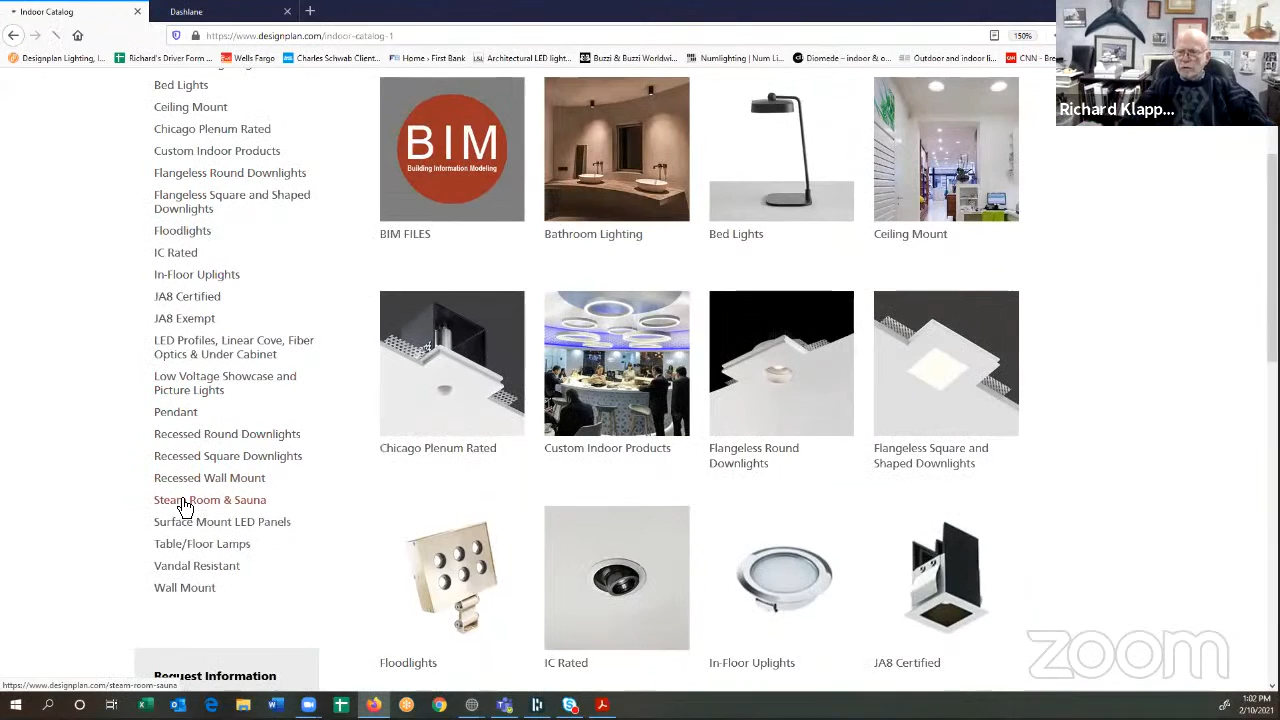 Indoor Catalog
Dashlane
https://www.designplan.com/indoor-catalog-1
150%
Designplan Lighting, I...
Richard's Driver Form ...
Wells Fargo
Charles Schwab Client...
Home › First Bank
Architectural LED light...
Buzzi & Buzzi Worldwi...
Numlighting | Num Li...
Diomede – indoor & o...
Outdoor and indoor li...
CNN - Bre
Richard Klapp...
Bed Lights
Ceiling Mount
Chicago Plenum Rated
Custom Indoor Products
Flangeless Round Downlights
Flangeless Square and Shaped
Downlights
Floodlights
IC Rated
In-Floor Uplights
JA8 Certified
JA8 Exempt
LED Profiles, Linear Cove, Fiber
Optics & Under Cabinet
Low Voltage Showcase and
Picture Lights
Pendant
Recessed Round Downlights
Recessed Square Downlights
Recessed Wall Mount
Steam Room & Sauna
Surface Mount LED Panels
Table/Floor Lamps
Vandal Resistant
Wall Mount
Request Information
BIM
Building Information Modeling
BIM FILES
Bathroom Lighting
Bed Lights
Ceiling Mount
Chicago Plenum Rated
Custom Indoor Products
Flangeless Round
Downlights
Flangeless Square and
Shaped Downlights
Floodlights
IC Rated
In-Floor Uplights
JA8 Certified
zoom
https://www.designplan.com/steam-room-sauna
1:02 PM
2/10/2021